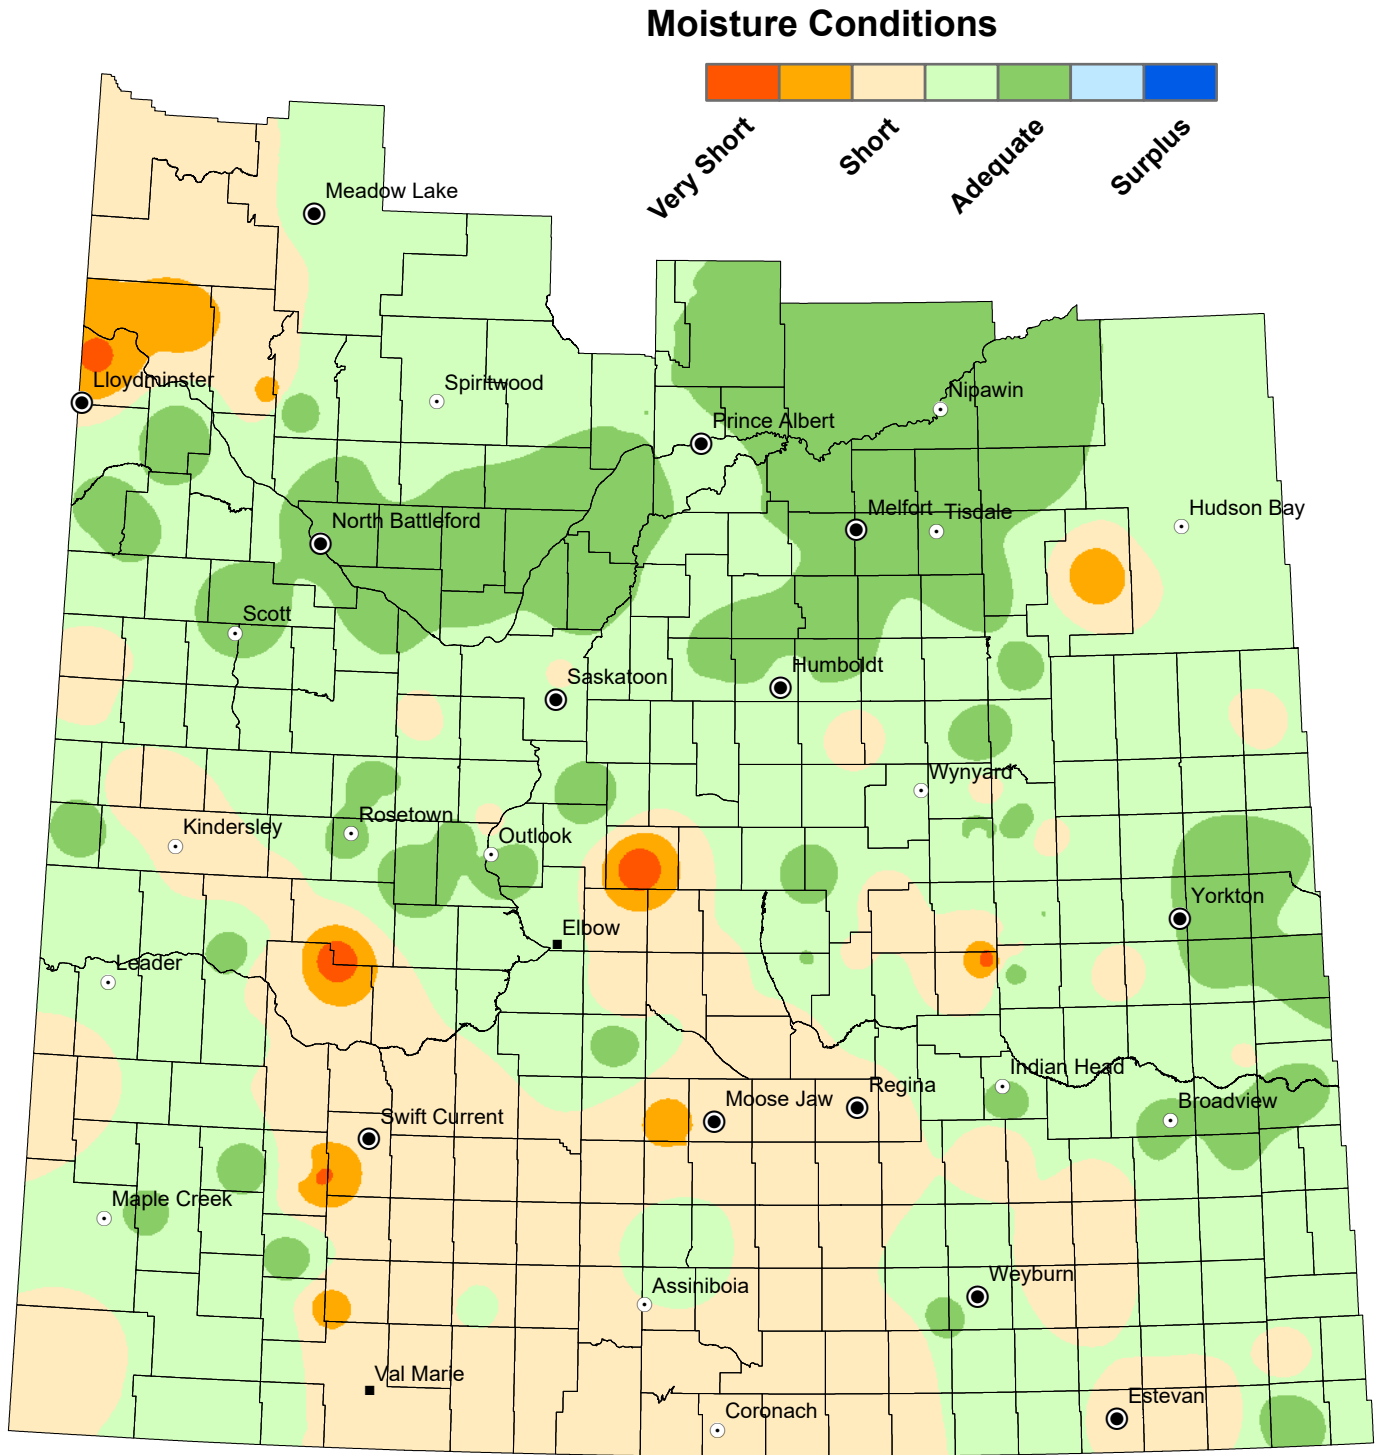 Moisture Conditions
Very Short
Short
Adequate
Surplus
Meadow Lake
Lloydminster
Spiritwood
Nipawin
Prince Albert
Melfort
Tisdale
Hudson Bay
North Battleford
Scott
Humboldt
Saskatoon
Wynyard
Rosetown
Kindersley
Outlook
Yorkton
Elbow
Leader
Indian Head
Regina
Moose Jaw
Broadview
Swift Current
Maple Creek
Weyburn
Assiniboia
Val Marie
Estevan
Coronach